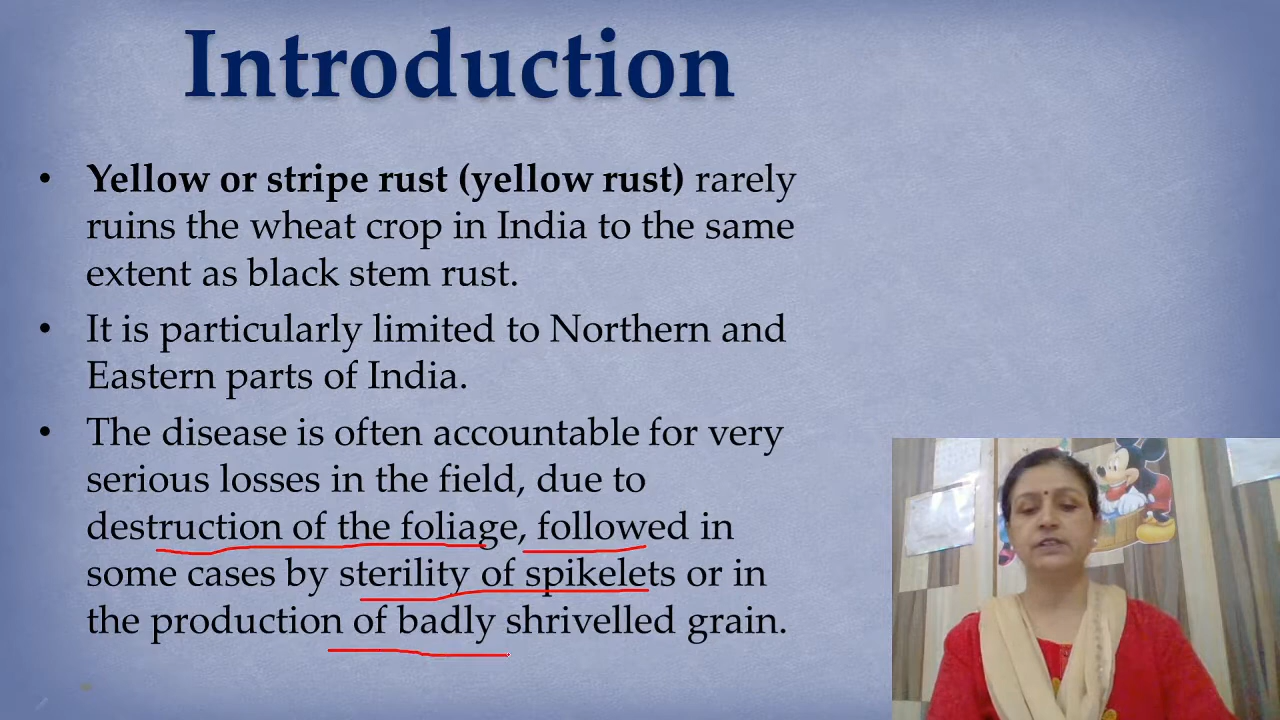 Introduction
• Yellow or stripe rust (yellow rust) rarely
ruins the wheat crop in India to the same
extent as black stem rust.
• It is particularly limited to Northern and
Eastern parts of India.
• The disease is often accountable for very
serious losses in the field, due to
destruction of the foliage, followed in
some cases by sterility of spikelets or in
the production of badly shrivelled grain.